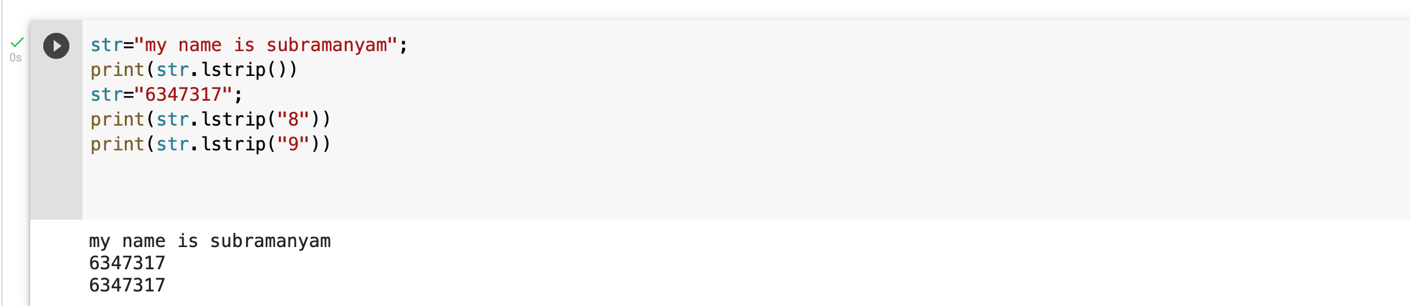 str="my name is subramanyam";
0s
print(str.lstrip())
str="6347317";
print(str.lstrip("8"))
print(str.lstrip("9"))
my name is subramanyam
6347317
6347317